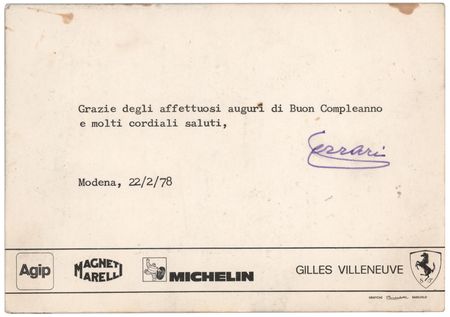 Grazie degli affettuosi auguri di Buon Compleanno
e molti cordiali saluti,
Ferrari
Modena, 22/2/78
Agip
MAGNETI
MARELLI
MICHELIN
GILLES VILLENEUVE
S F